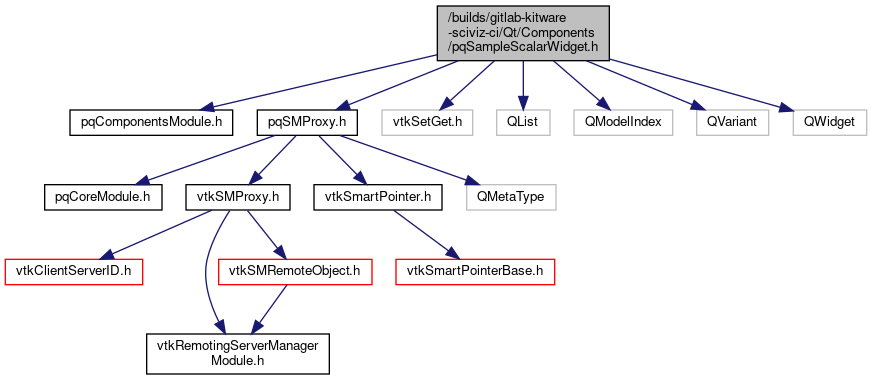 /builds/gitlab-kitware
-sciviz-ci/Qt/Components
/pqSampleScalarWidget.h
pqComponentsModule.h
pqSMProxy.h
vtkSetGet.h
QList
QModelIndex
QVariant
QWidget
pqCoreModule.h
vtkSMProxy.h
vtkSmartPointer.h
QMetaType
vtkClientServerID.h
vtkSMRemoteObject.h
vtkSmartPointerBase.h
vtkRemotingServerManager
Module.h